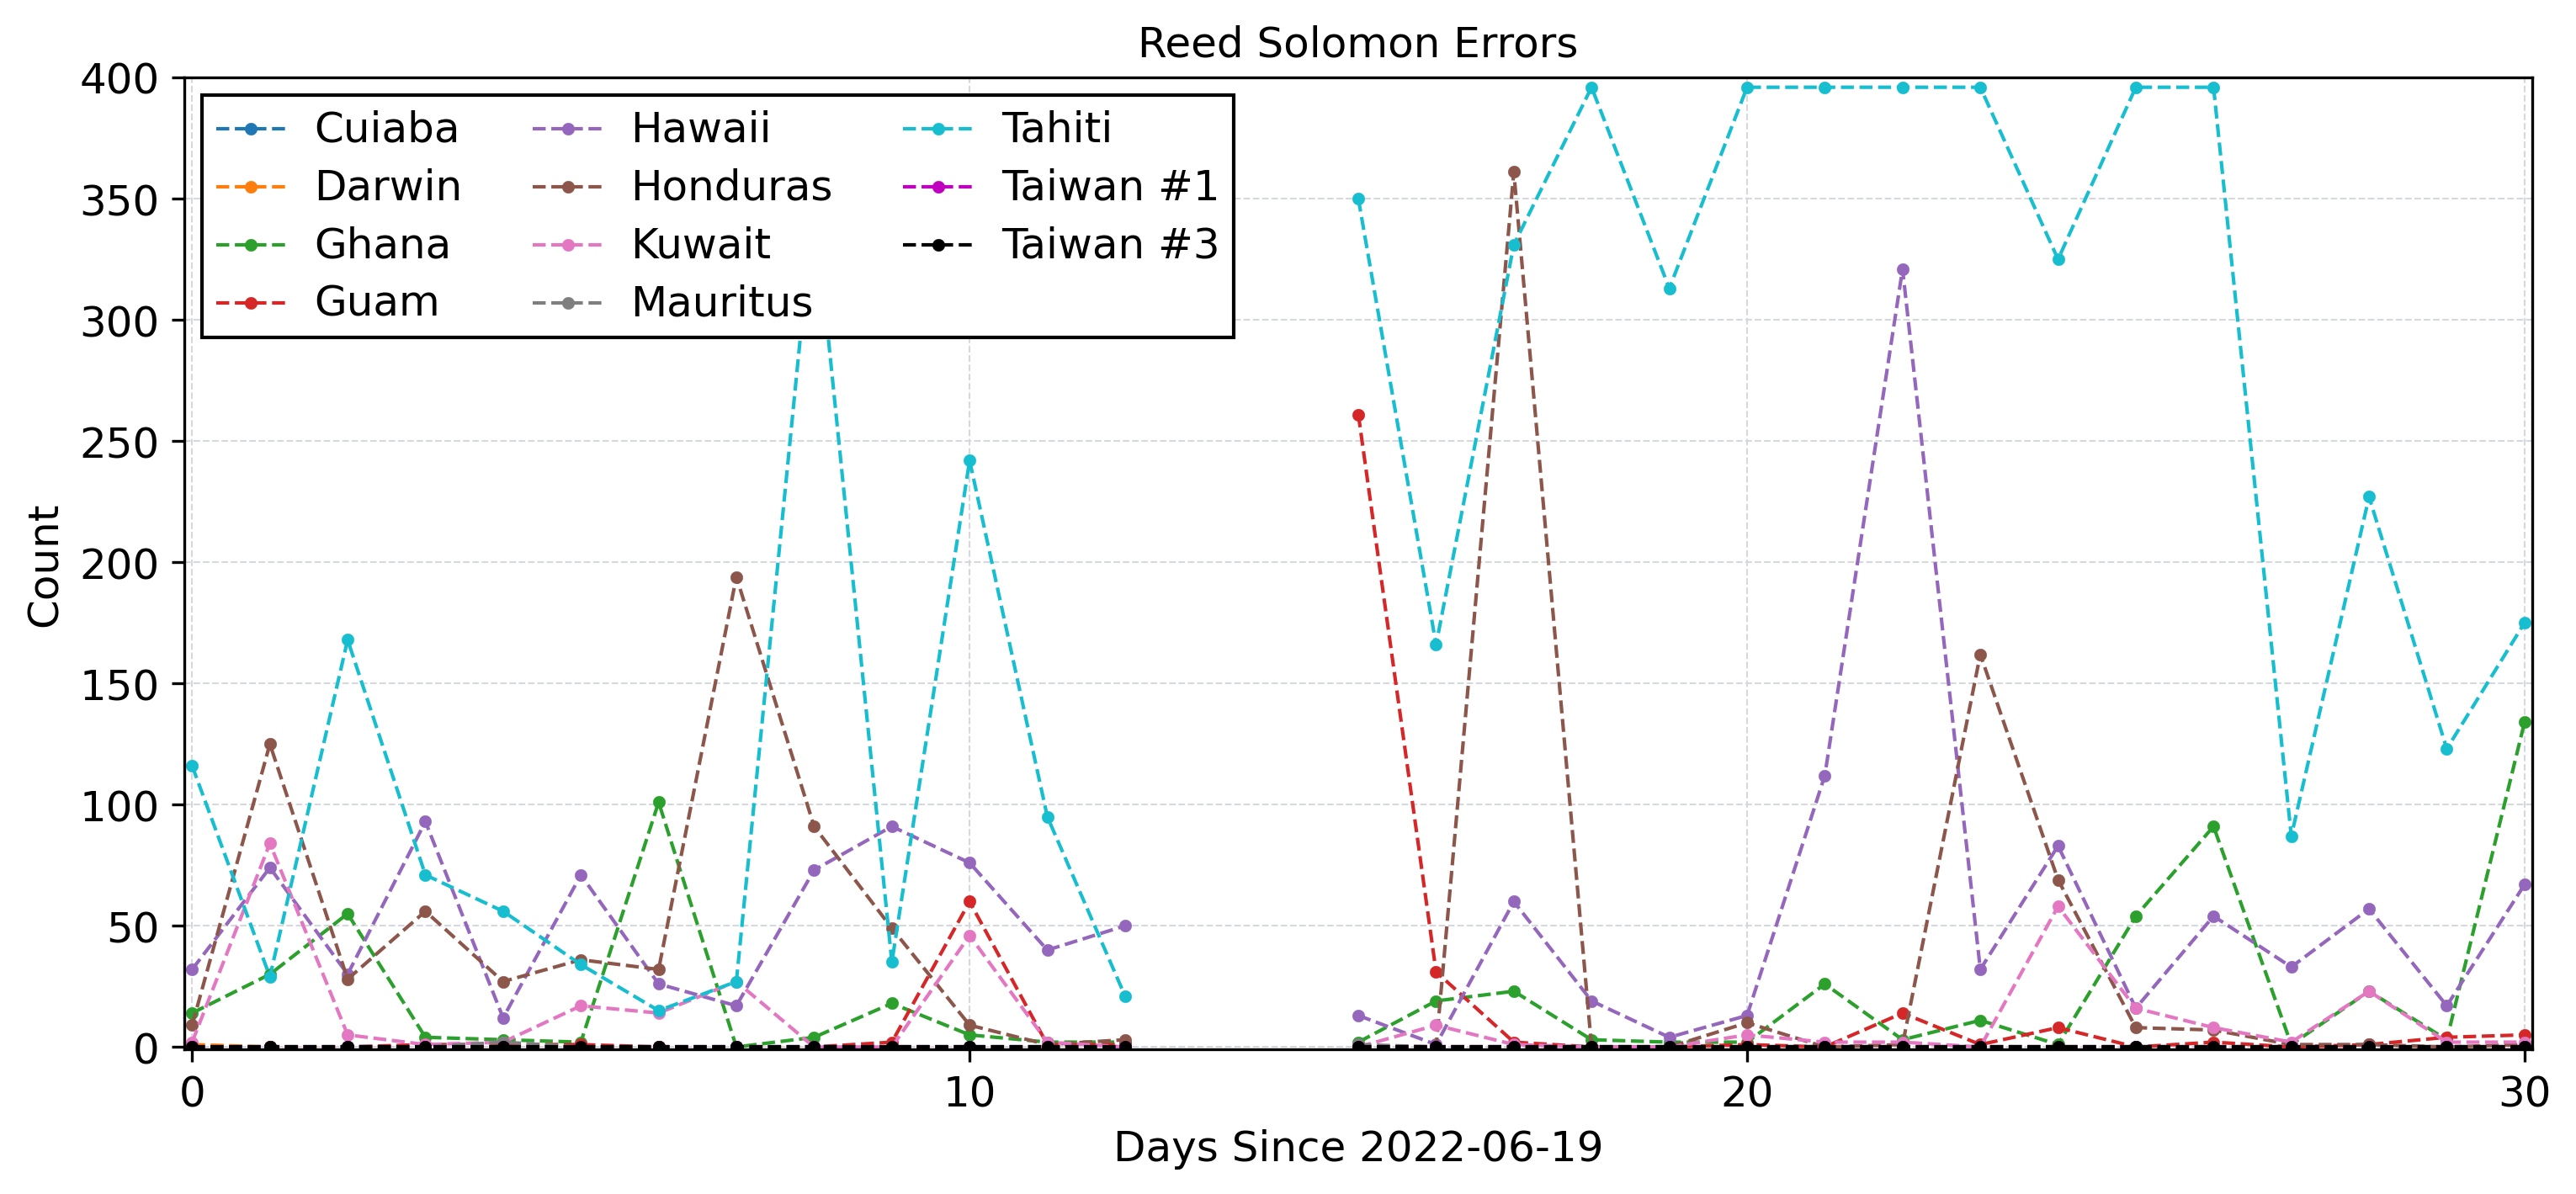 Reed Solomon Errors
400
350
300
250
200
150
100
50
0
Count
Cuiaba
Darwin
Ghana
Guam
Hawaii
Honduras
Kuwait
Mauritus
Tahiti
Taiwan #1
Taiwan #3
0 10 20 30
Days Since 2022-06-19